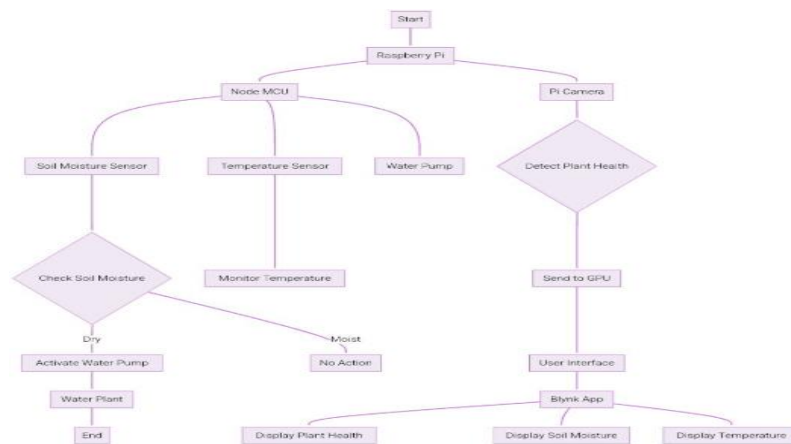 Start
Raspberry Pi
Node MCU
Pi Camera
Soil Moisture Sensor
Temperature Sensor
Water Pump
Detect Plant Health
Check Soil Moisture
Monitor Temperature
Send to GPU
Dry
Moist
Activate Water Pump
No Action
User Interface
Water Plant
Blynk App
End
Display Plant Health
Display Soil Moisture
Display Temperature